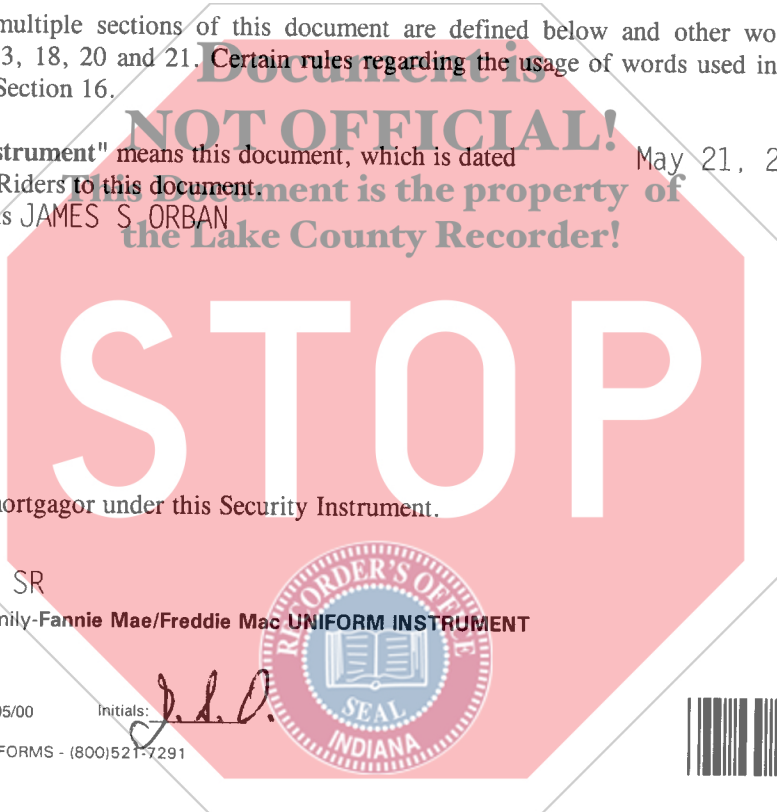 multiple sections of this document are defined below and other wo
3, 18, 20 and 21. Certain rules regarding the usage of words used in
Section 16.
Document is
NOT OFFICIAL!
strument" means this document, which is dated May 21, 2
Riders to this document.
This Document is the property of
s JAMES S ORBAN
the Lake County Recorder!
STOP
ortgagor under this Security Instrument.
SR
nily-Fannie Mae/Freddie Mac UNIFORM INSTRUMENT
RECORDER'S OFFICE
SEAL
INDIANA
05/00 Initials: J. S. O.
FORMS - (800)521-7291